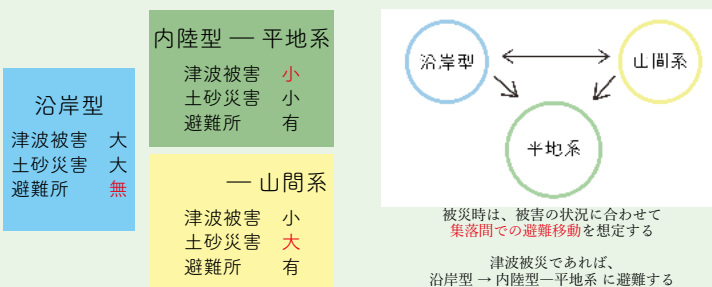 沿岸型
津波被害 大
土砂災害 大
避難所 無
内陸型 — 平地系
津波被害 小
土砂災害 小
避難所 有
— 山間系
津波被害 小
土砂災害 大
避難所 有
沿岸型
山間系
平地系
被災時は、被害の状況に合わせて
集落間での避難移動を想定する
津波被災であれば、
沿岸型 → 内陸型—平地系 に避難する